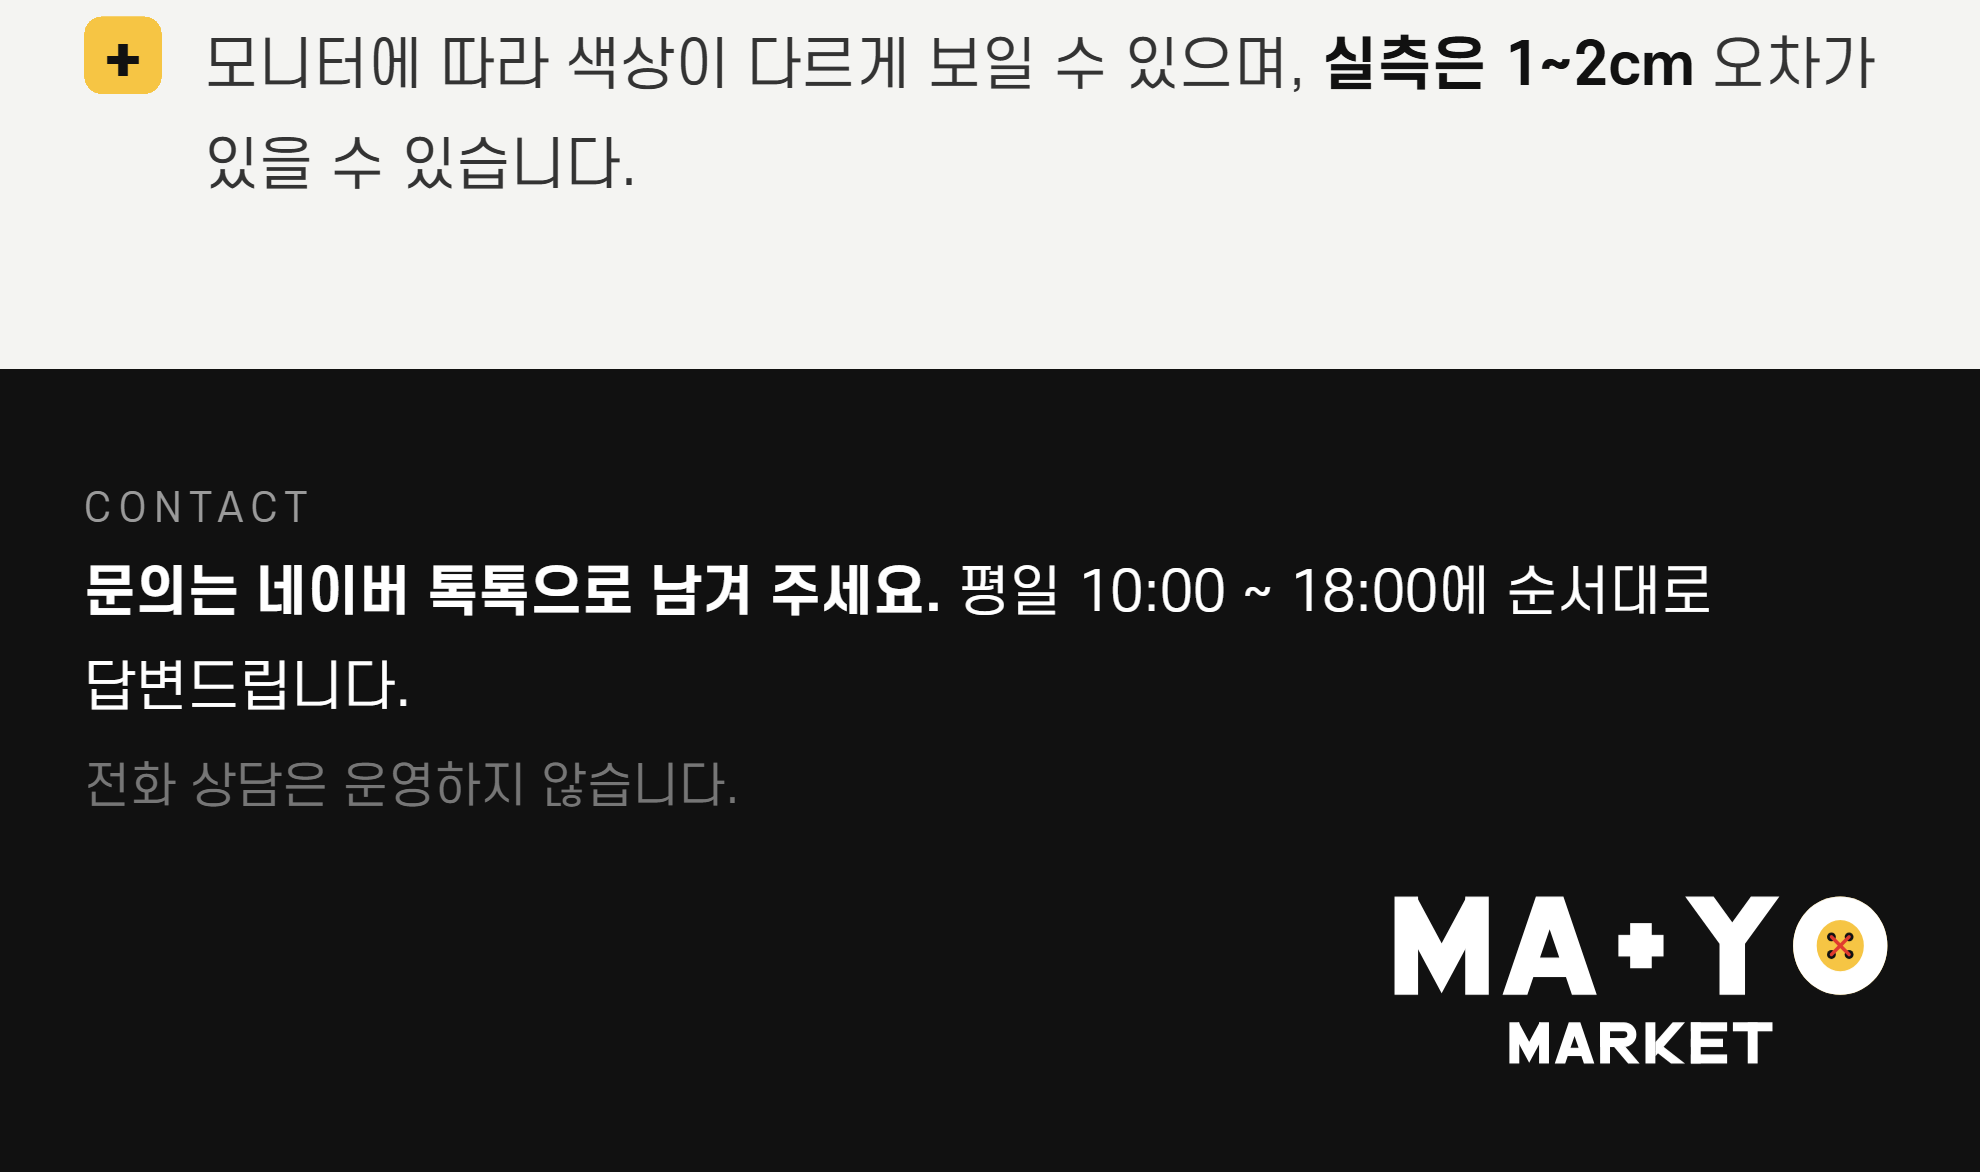 + 모니터에 따라 색상이 다르게 보일 수 있으며, 실측은 1~2cm 오차가
있을 수 있습니다.
CONTACT
문의는 네이버 톡톡으로 남겨 주세요. 평일 10:00 ~ 18:00에 순서대로
답변드립니다.
전화 상담은 운영하지 않습니다.
MA+YO
MARKET